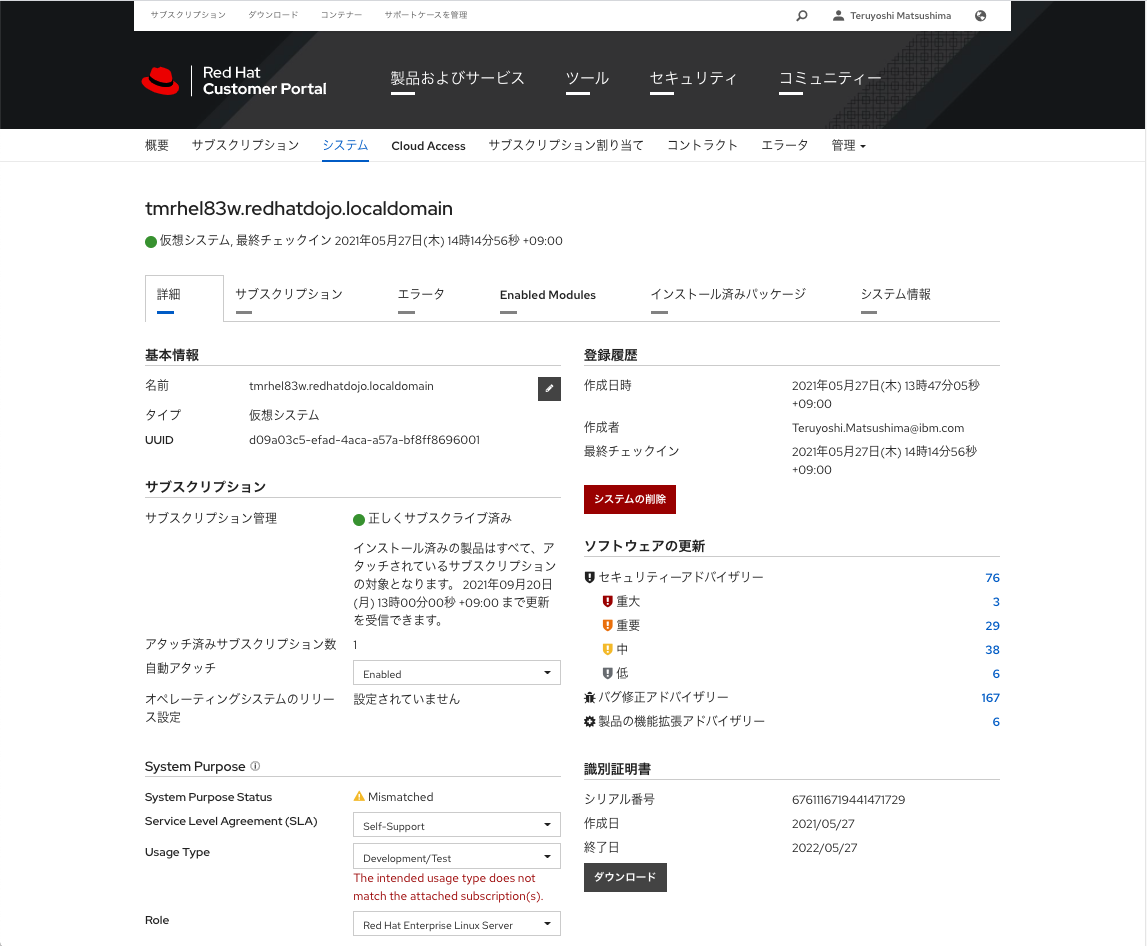 サブスクリプション ダウンロード コンテナー サポートケースを管理 Teruyoshi Matsushima
Red Hat
Customer Portal
製品およびサービス ツール セキュリティ コミュニティー
概要 サブスクリプション システム Cloud Access サブスクリプション割り当て コントラクト エラータ 管理
tmrhel83w.redhatdojo.localdomain
仮想システム, 最終チェックイン 2021年05月27日(木) 14時14分56秒 +09:00
詳細 サブスクリプション エラータ Enabled Modules インストール済みパッケージ システム情報
基本情報
名前 tmrhel83w.redhatdojo.localdomain
タイプ 仮想システム
UUID d09a03c5-efad-4aca-a57a-bf8ff8696001
サブスクリプション
サブスクリプション管理 正しくサブスクライブ済み
インストール済みの製品はすべて、ア
タッチされているサブスクリプション
の対象となります。 2021年09月20日
(月) 13時00分00秒 +09:00 まで更新
を受信できます。
アタッチ済みサブスクリプション数 1
自動アタッチ Enabled
オペレーティングシステムのリリー 設定されていません
ス設定
System Purpose
System Purpose Status Mismatched
Service Level Agreement (SLA) Self-Support
Usage Type Development/Test
The intended usage type does not
match the attached subscription(s).
Role Red Hat Enterprise Linux Server
登録履歴
作成日時 2021年05月27日(木) 13時47分05秒
+09:00
作成者 Teruyoshi.Matsushima@ibm.com
最終チェックイン 2021年05月27日(木) 14時14分56秒
+09:00
システムの削除
ソフトウェアの更新
セキュリティーアドバイザリー 76
重大 3
重要 29
中 38
低 6
バグ修正アドバイザリー 167
製品の機能拡張アドバイザリー 6
識別証明書
シリアル番号 6761116719441471729
作成日 2021/05/27
終了日 2022/05/27
ダウンロード